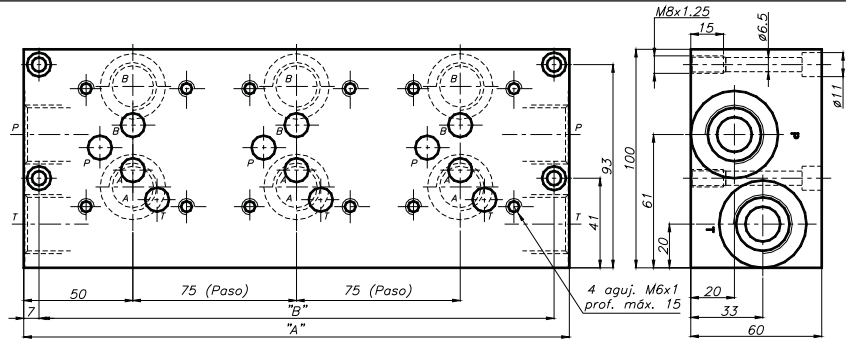 M8x1.25
15
ø6.5
ø11
B
B
B
P
B
B
B
P
P
P
P
A
A
A
T
T
T
T
T
93
41
100
61
20
P
T
50
75 (Paso)
75 (Paso)
4 aguj. M6x1
prof. máx. 15
7
"B"
"A"
20
33
60